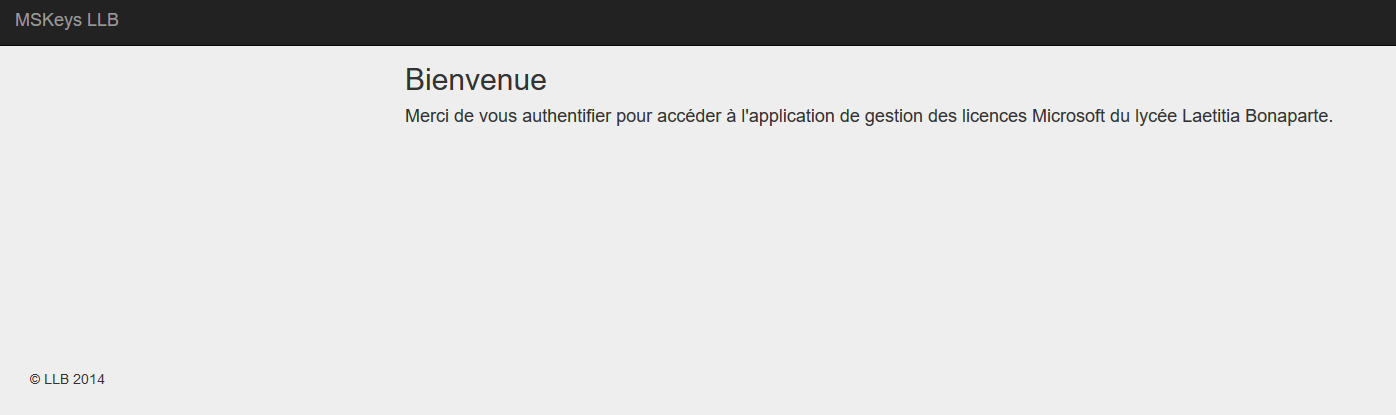 MSKeys LLB
Bienvenue
Merci de vous authentifier pour accéder à l'application de gestion des licences Microsoft du lycée Laetitia Bonaparte.
© LLB 2014